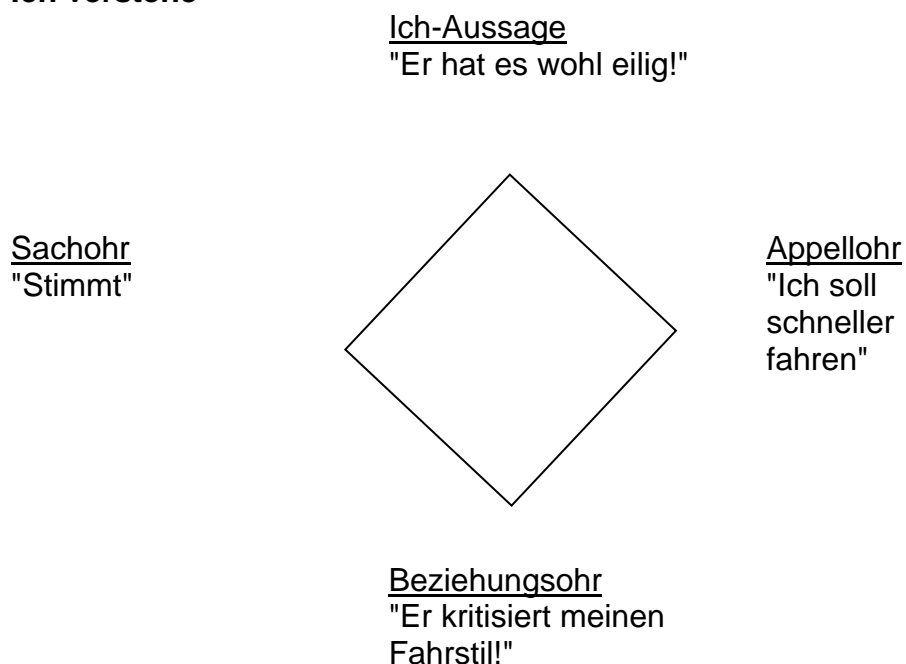 Ich-Aussage
"Er hat es wohl eilig!"
Sachohr
"Stimmt"
Appellohr
"Ich soll
schneller
fahren"
Beziehungsohr
"Er kritisiert meinen
Fahrstil!"